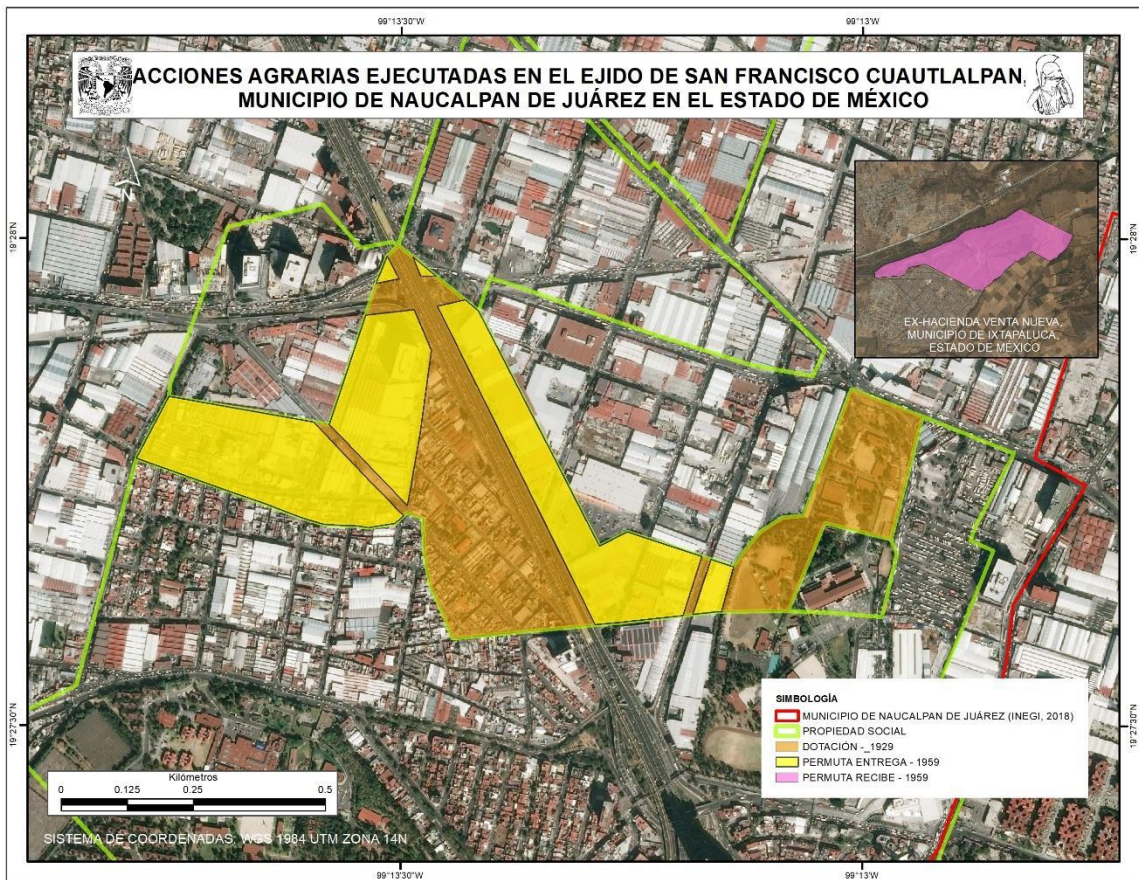 99°13'30"W
99°13'W
ACCIONES AGRARIAS EJECUTADAS EN EL EJIDO DE SAN FRANCISCO CUAUTLALPAN,
MUNICIPIO DE NAUCALPAN DE JUÁREZ EN EL ESTADO DE MÉXICO
N
19°28'N
19°28'N
EX-HACIENDA VENTA NUEVA,
MUNICIPIO DE IXTAPALUCA,
ESTADO DE MÉXICO
SIMBOLOGÍA
MUNICIPIO DE NAUCALPAN DE JUÁREZ (INEGI, 2018)
PROPIEDAD SOCIAL
DOTACIÓN -_1929
PERMUTA ENTREGA - 1959
PERMUTA RECIBE - 1959
19°27'30"N
19°27'30"N
Kilómetros
0 0.125 0.25 0.5
SISTEMA DE COORDENADAS: WGS 1984 UTM ZONA 14N
99°13'30"W
99°13'W